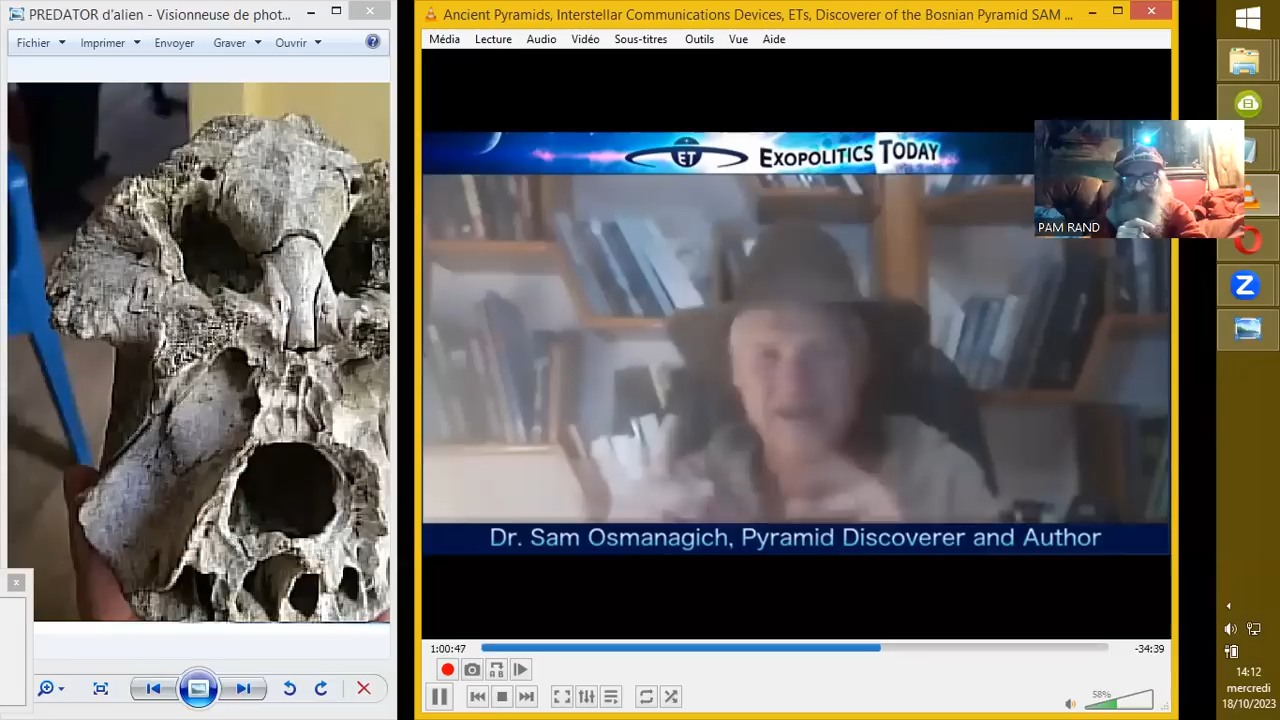 PREDATOR d'alien - Visionneuse de phot...
Fichier Imprimer Envoyer Graver Ouvrir
Ancient Pyramids, Interstellar Communications Devices, ETs, Discoverer of the Bosnian Pyramid SAM ...
Média Lecture Audio Vidéo Sous-titres Outils Vue Aide
ET EXOPOLITICS TODAY
PAM RAND
Dr. Sam Osmanagich, Pyramid Discoverer and Author
1:00:47 -34:39
A B
58%
Z
14:12
mercredi
18/10/2023